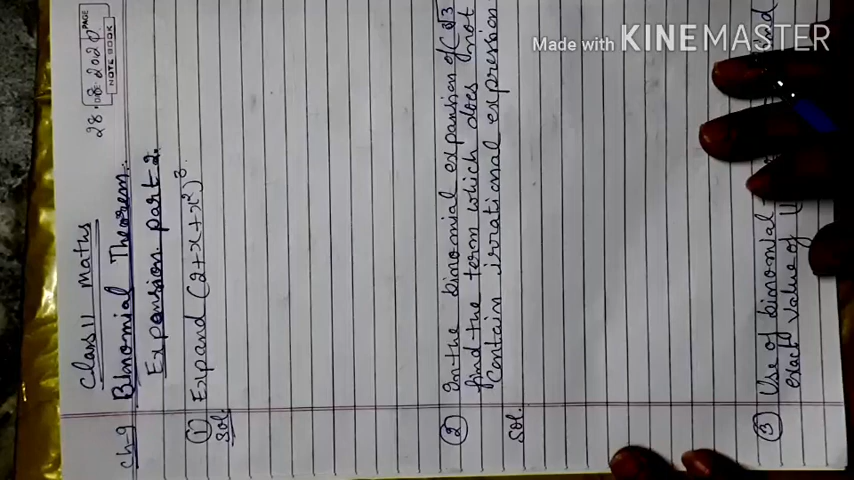 28.08.2020 PAGE
NOTE BOOK
Class 11 Maths
Ch-9 Binomial Theorem
Expansion part-2
① Expand (2+x+x²)³
Sol.
② In the binomial expansion of (3√3
find the term which does not
Contain irrational expression
Sol.
③ Use of binomial
exact value of
Made with KINEMASTER